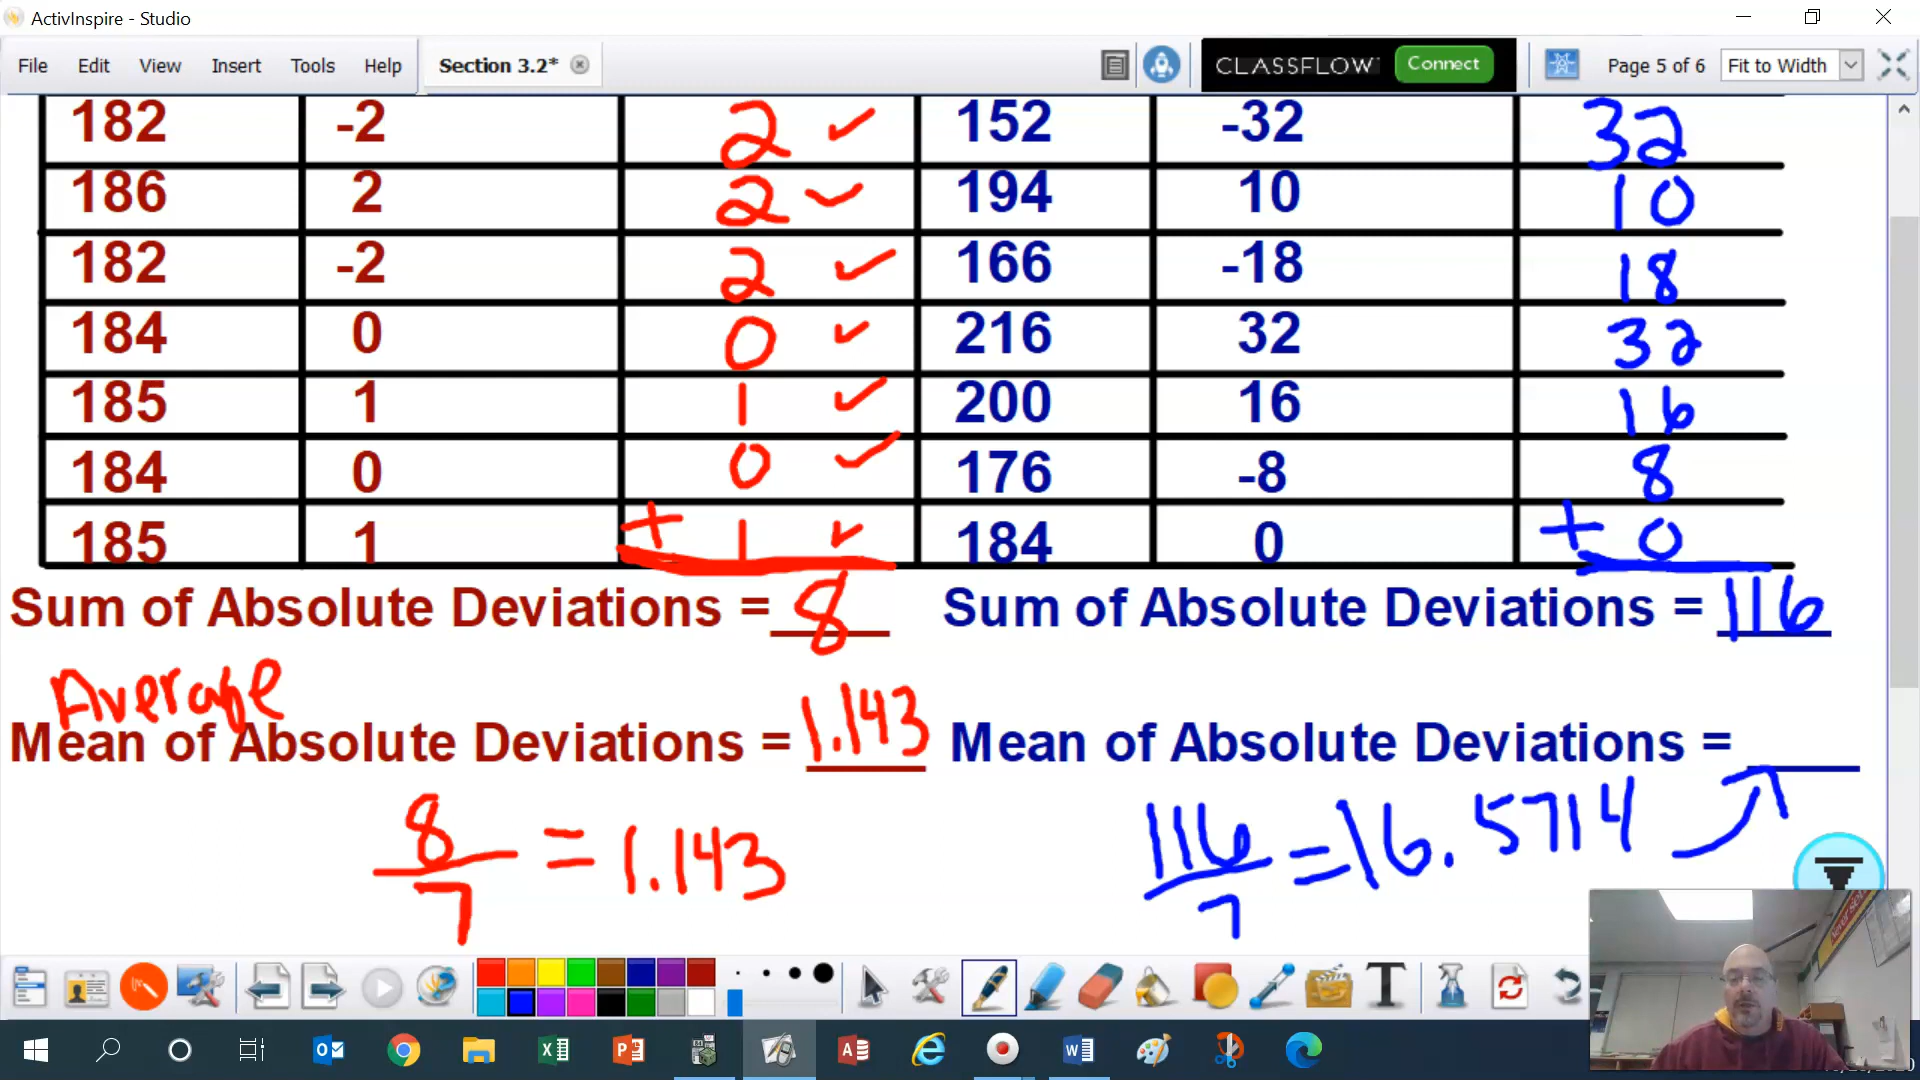 ActivInspire - Studio
File Edit View Insert Tools Help Section 3.2* CLASSFLOW Connect Page 5 of 6 Fit to Width
182 -2 2 152 -32 32
186 2 2 194 10 10
182 -2 2 166 -18 18
184 0 0 216 32 32
185 1 1 200 16 16
184 0 0 176 -8 8
185 1 + 1 184 0 + 0
Sum of Absolute Deviations = 8 Sum of Absolute Deviations = 116
Average
Mean of Absolute Deviations = 1.143 Mean of Absolute Deviations =
8/7 = 1.143 116/7 = 16.5714